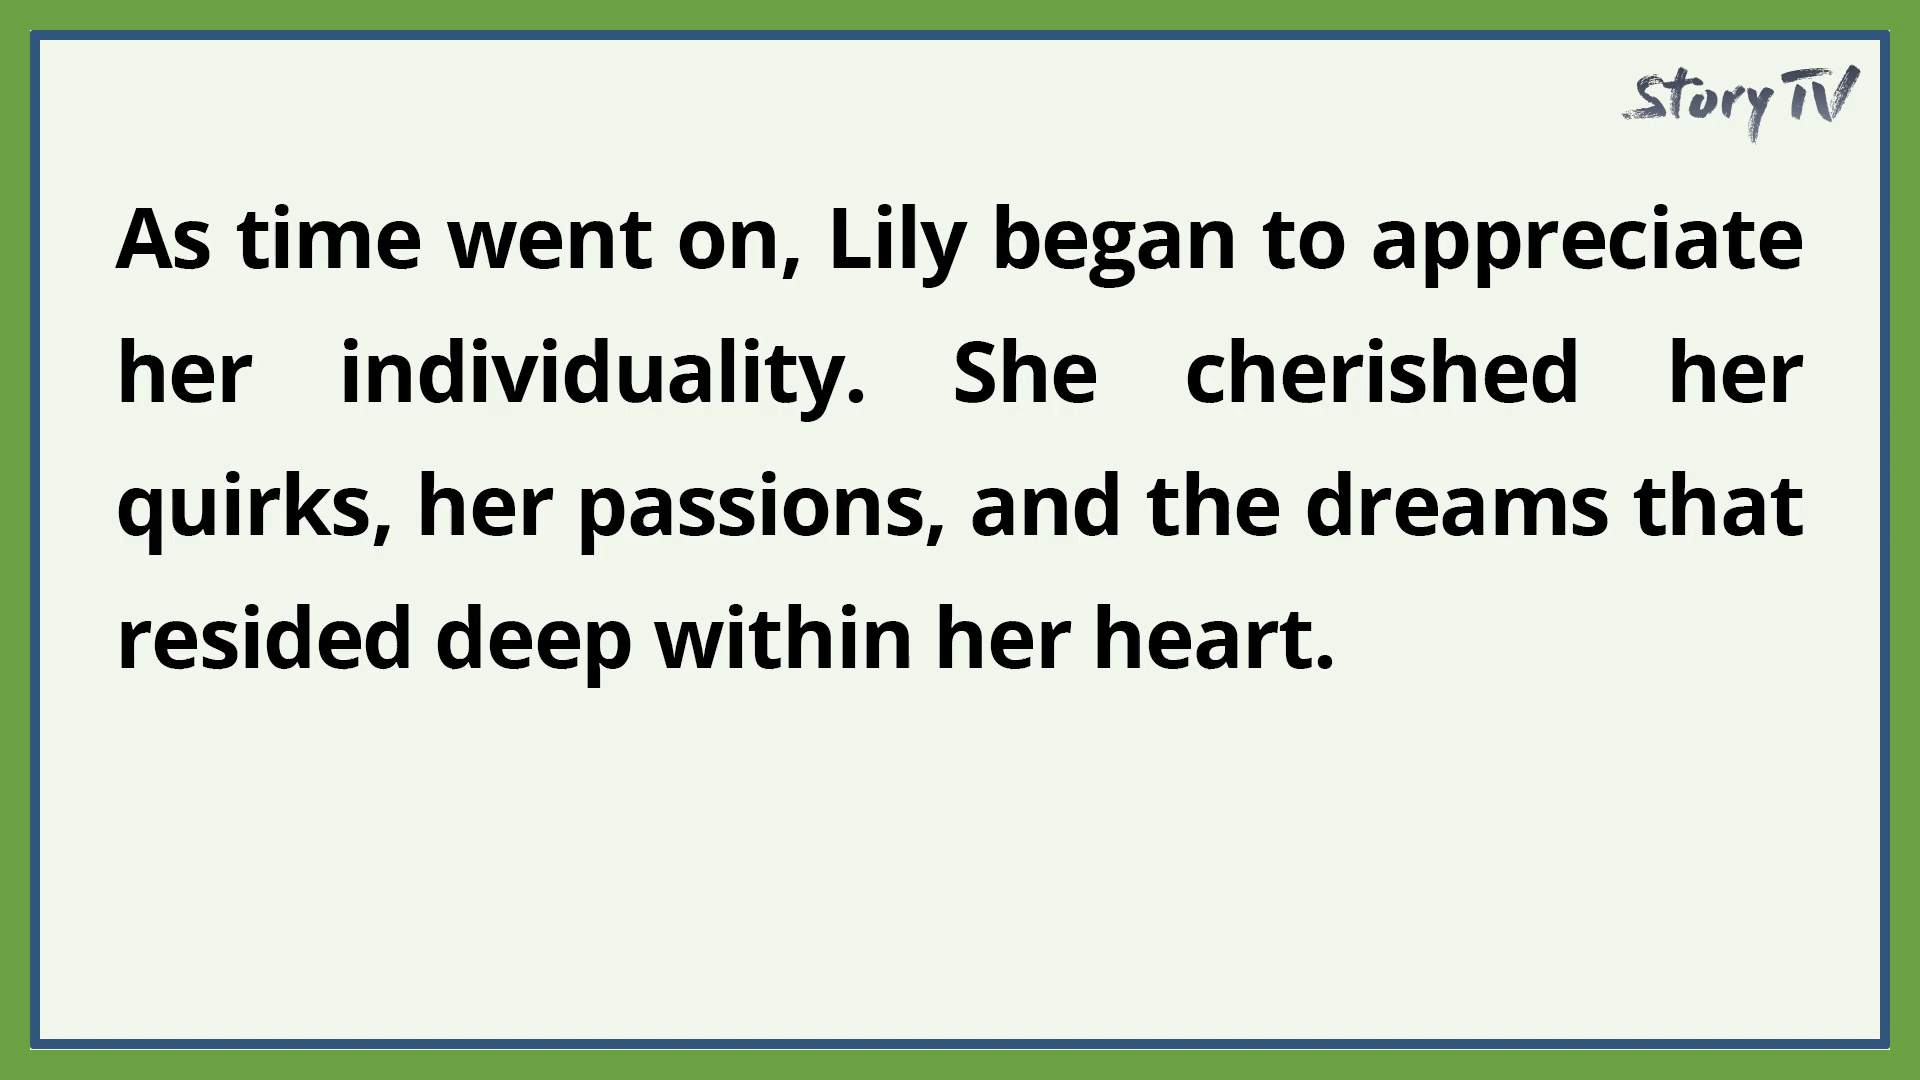 Story TV
As time went on, Lily began to appreciate
her individuality. She cherished her
quirks, her passions, and the dreams that
resided deep within her heart.